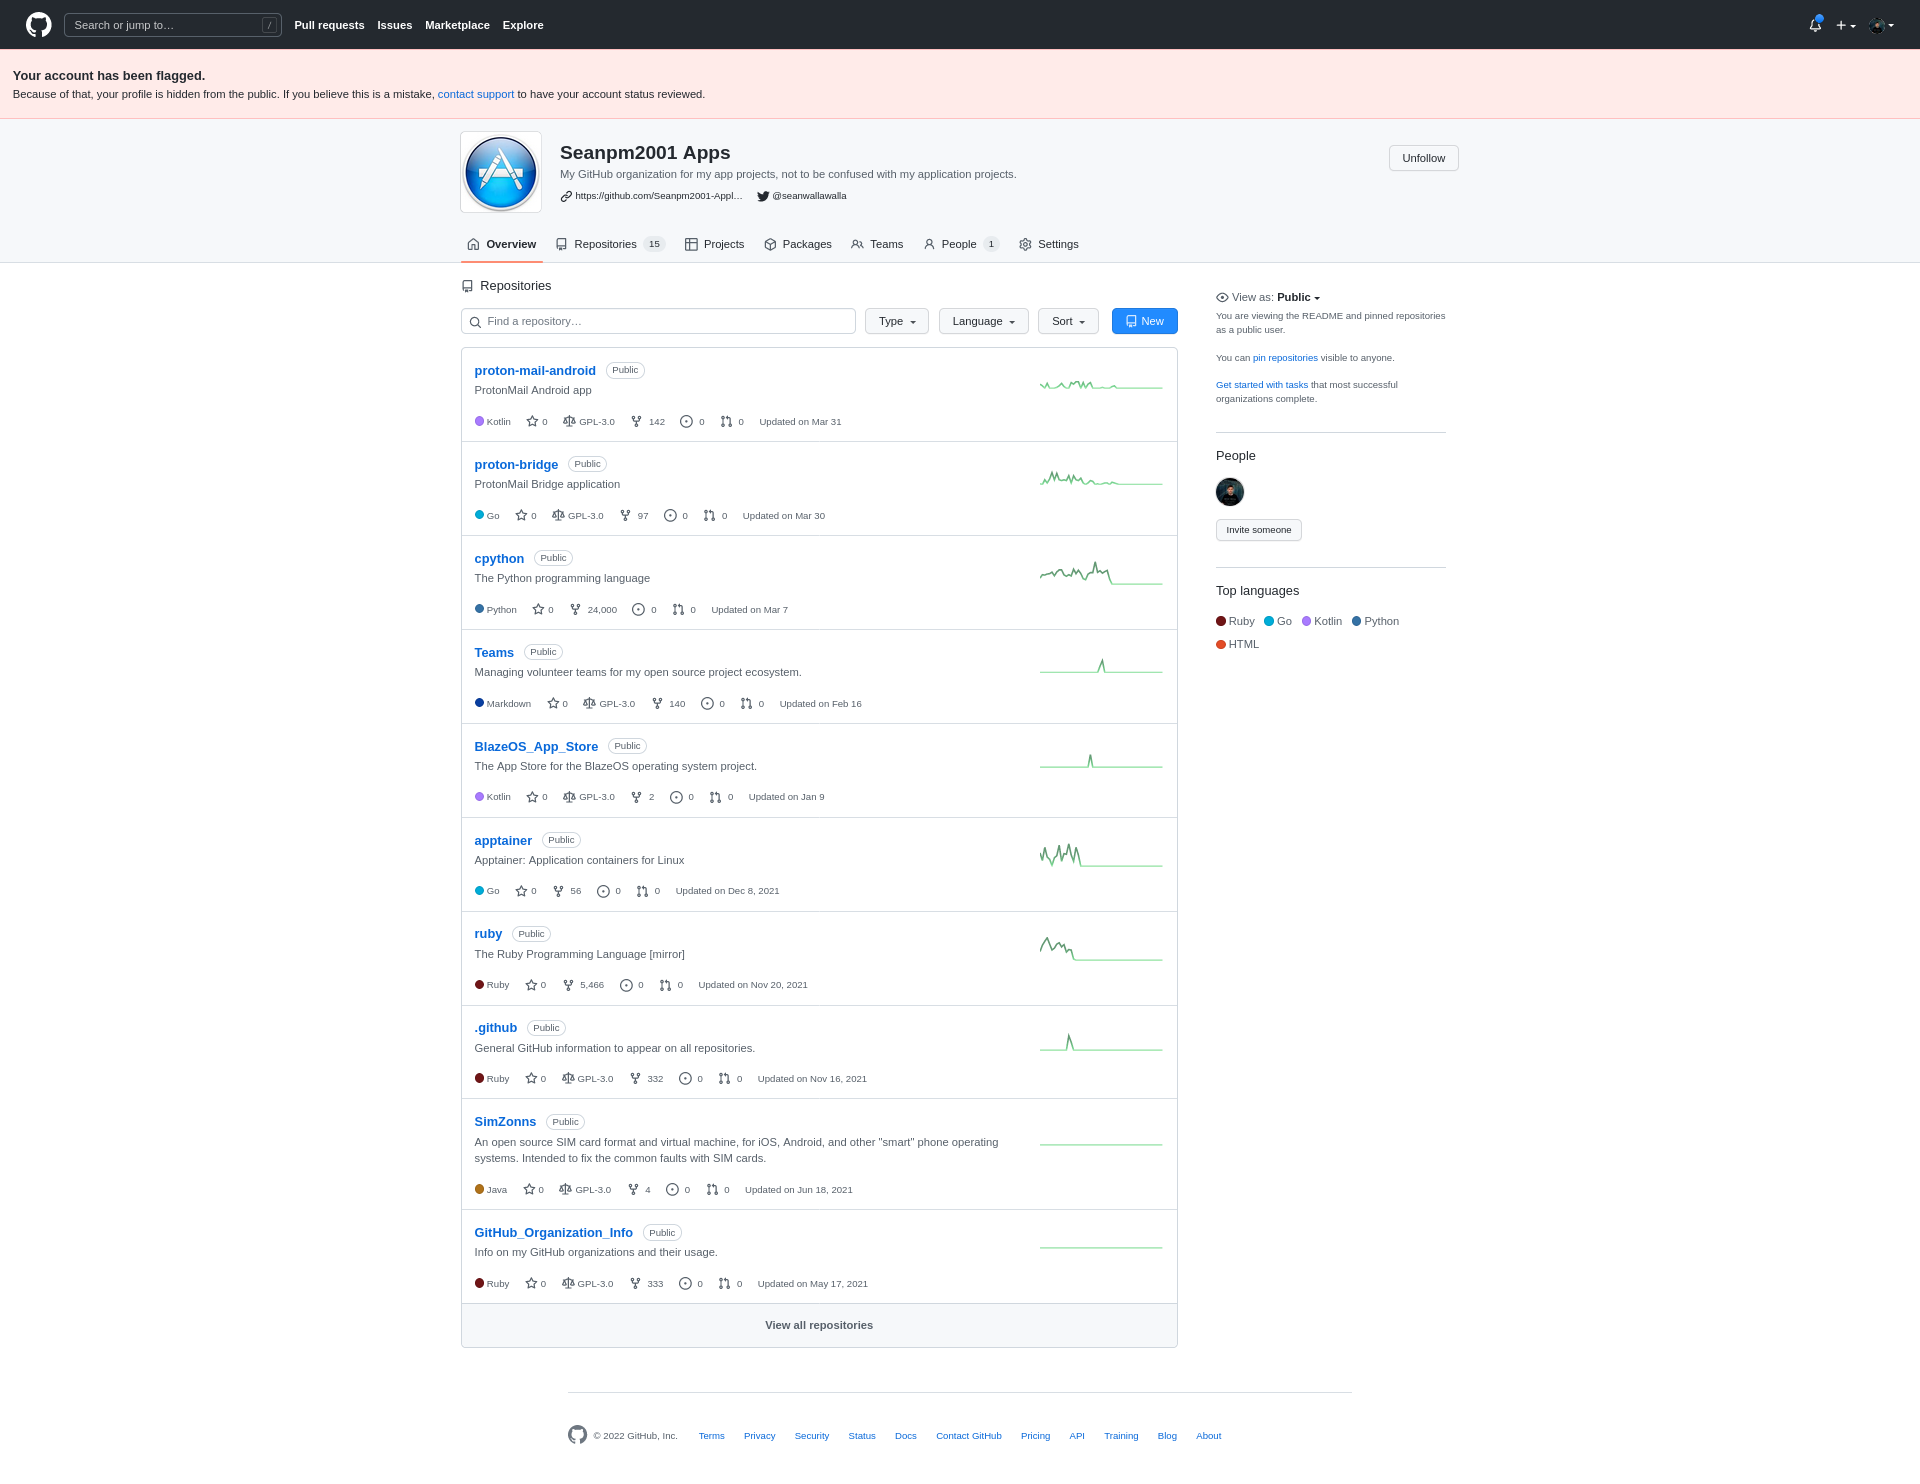 Search or jump to… /
Pull requests Issues Marketplace Explore
Your account has been flagged.
Because of that, your profile is hidden from the public. If you believe this is a mistake, contact support to have your account status reviewed.
Seanpm2001 Apps
Unfollow
My GitHub organization for my app projects, not to be confused with my application projects.
https://github.com/Seanpm2001-Appl… @seanwallawalla
Overview Repositories 15 Projects Packages Teams People 1 Settings
Repositories
Find a repository… Type Language Sort New
proton-mail-android Public
ProtonMail Android app
Kotlin 0 GPL-3.0 142 0 0 Updated on Mar 31
proton-bridge Public
ProtonMail Bridge application
Go 0 GPL-3.0 97 0 0 Updated on Mar 30
cpython Public
The Python programming language
Python 0 24,000 0 0 Updated on Mar 7
Teams Public
Managing volunteer teams for my open source project ecosystem.
Markdown 0 GPL-3.0 140 0 0 Updated on Feb 16
BlazeOS_App_Store Public
The App Store for the BlazeOS operating system project.
Kotlin 0 GPL-3.0 2 0 0 Updated on Jan 9
apptainer Public
Apptainer: Application containers for Linux
Go 0 56 0 0 Updated on Dec 8, 2021
ruby Public
The Ruby Programming Language [mirror]
Ruby 0 5,466 0 0 Updated on Nov 20, 2021
.github Public
General GitHub information to appear on all repositories.
Ruby 0 GPL-3.0 332 0 0 Updated on Nov 16, 2021
SimZonns Public
An open source SIM card format and virtual machine, for iOS, Android, and other "smart" phone operating
systems. Intended to fix the common faults with SIM cards.
Java 0 GPL-3.0 4 0 0 Updated on Jun 18, 2021
GitHub_Organization_Info Public
Info on my GitHub organizations and their usage.
Ruby 0 GPL-3.0 333 0 0 Updated on May 17, 2021
View all repositories
View as: Public
You are viewing the README and pinned repositories
as a public user.
You can pin repositories visible to anyone.
Get started with tasks that most successful
organizations complete.
People
Invite someone
Top languages
Ruby Go Kotlin Python
HTML
© 2022 GitHub, Inc. Terms Privacy Security Status Docs Contact GitHub Pricing API Training Blog About